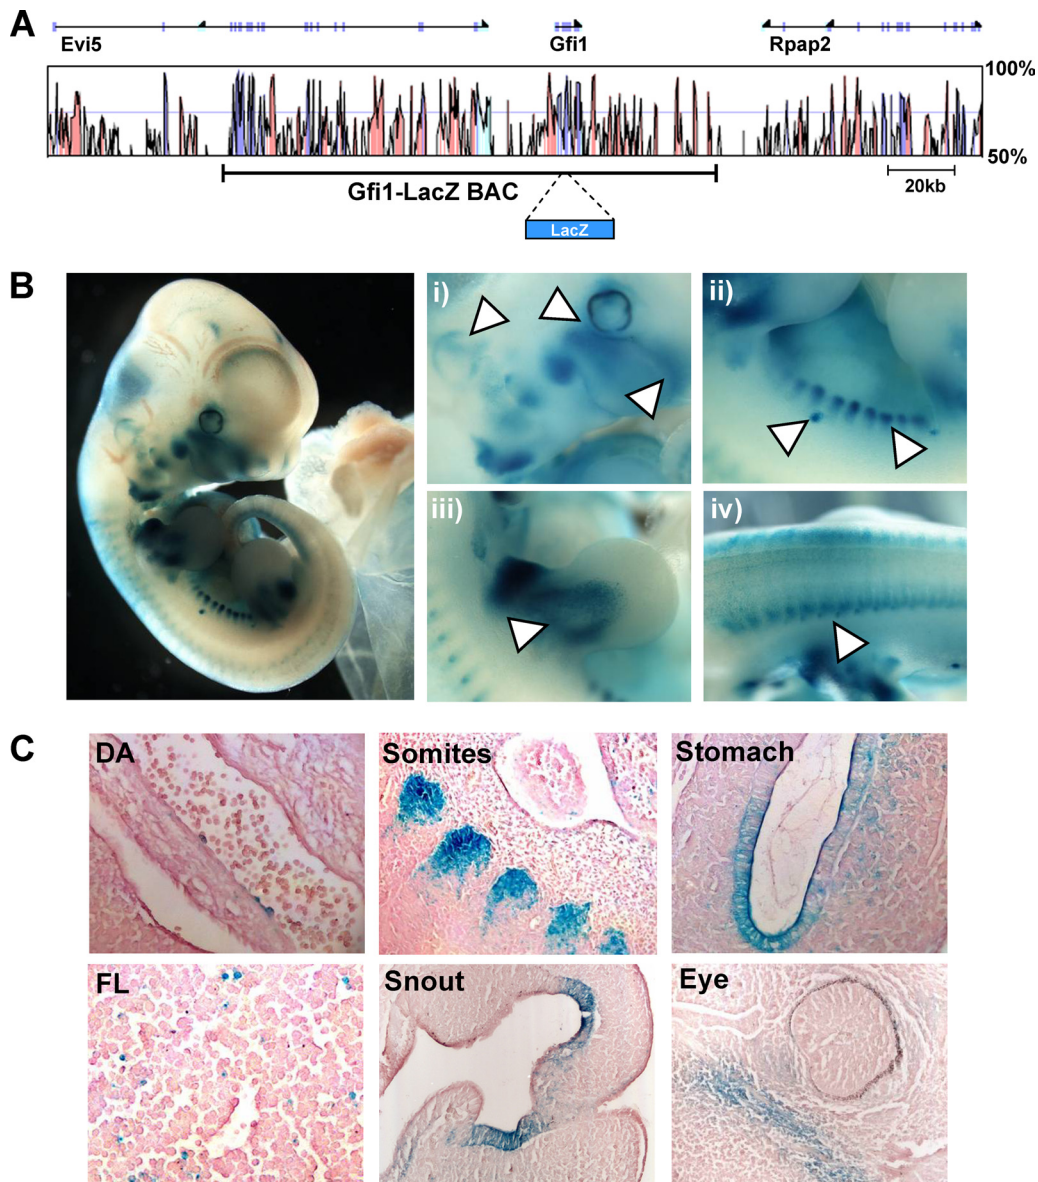 A
Evi5 Gfi1 Rpap2
100%
50%
Gfi1-LacZ BAC
20kb
LacZ
B
i) ii)
iii) iv)
C
DA Somites Stomach
FL Snout Eye